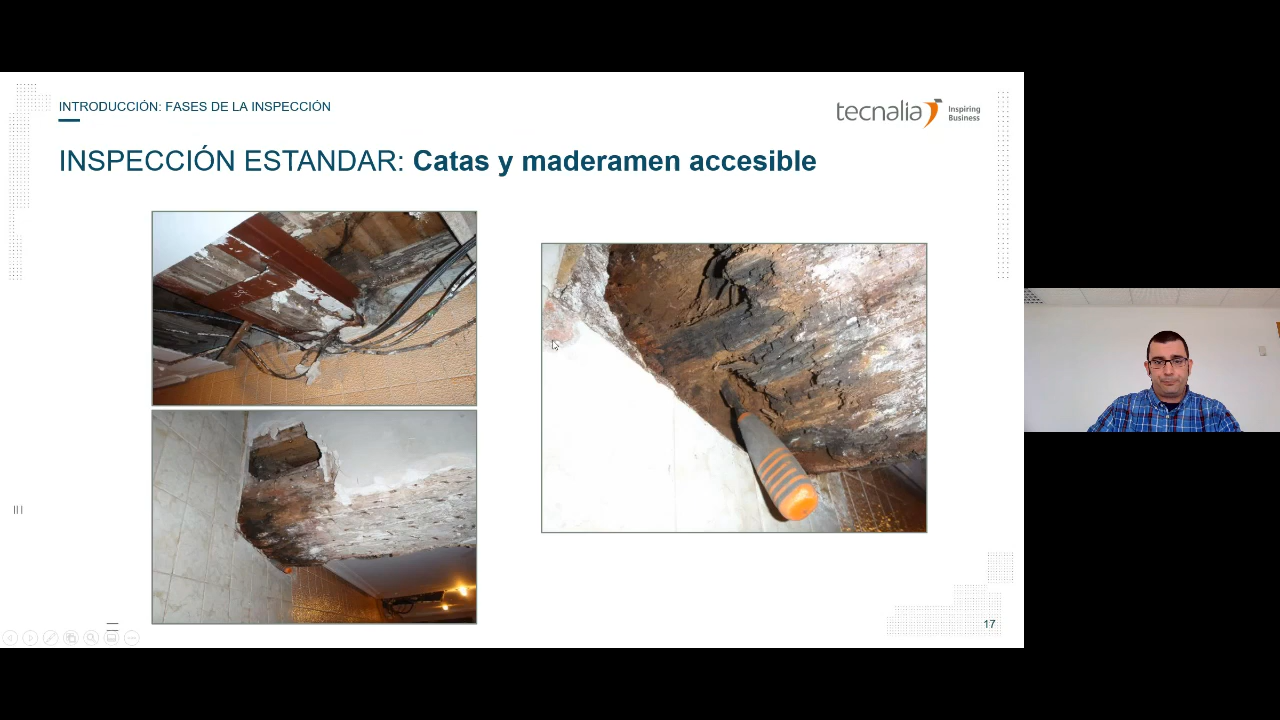 INTRODUCCIÓN: FASES DE LA INSPECCIÓN
tecnalia
Inspiring
Business
INSPECCIÓN ESTANDAR: Catas y maderamen accesible
17